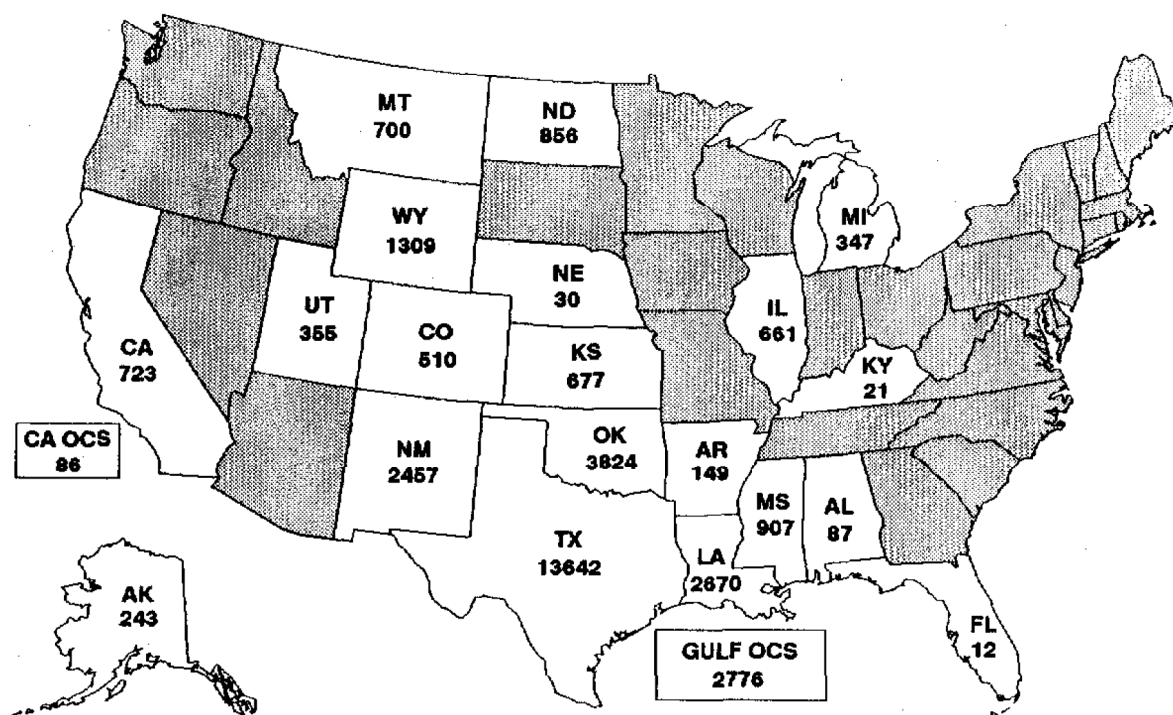 MT
700
ND
856
WY
1309
MI
347
NE
30
UT
355
CO
510
IL
661
CA
723
KS
677
KY
21
CA OCS
86
NM
2457
OK
3824
AR
149
MS
907
AL
87
TX
13642
LA
2670
AK
243
FL
12
GULF OCS
2776